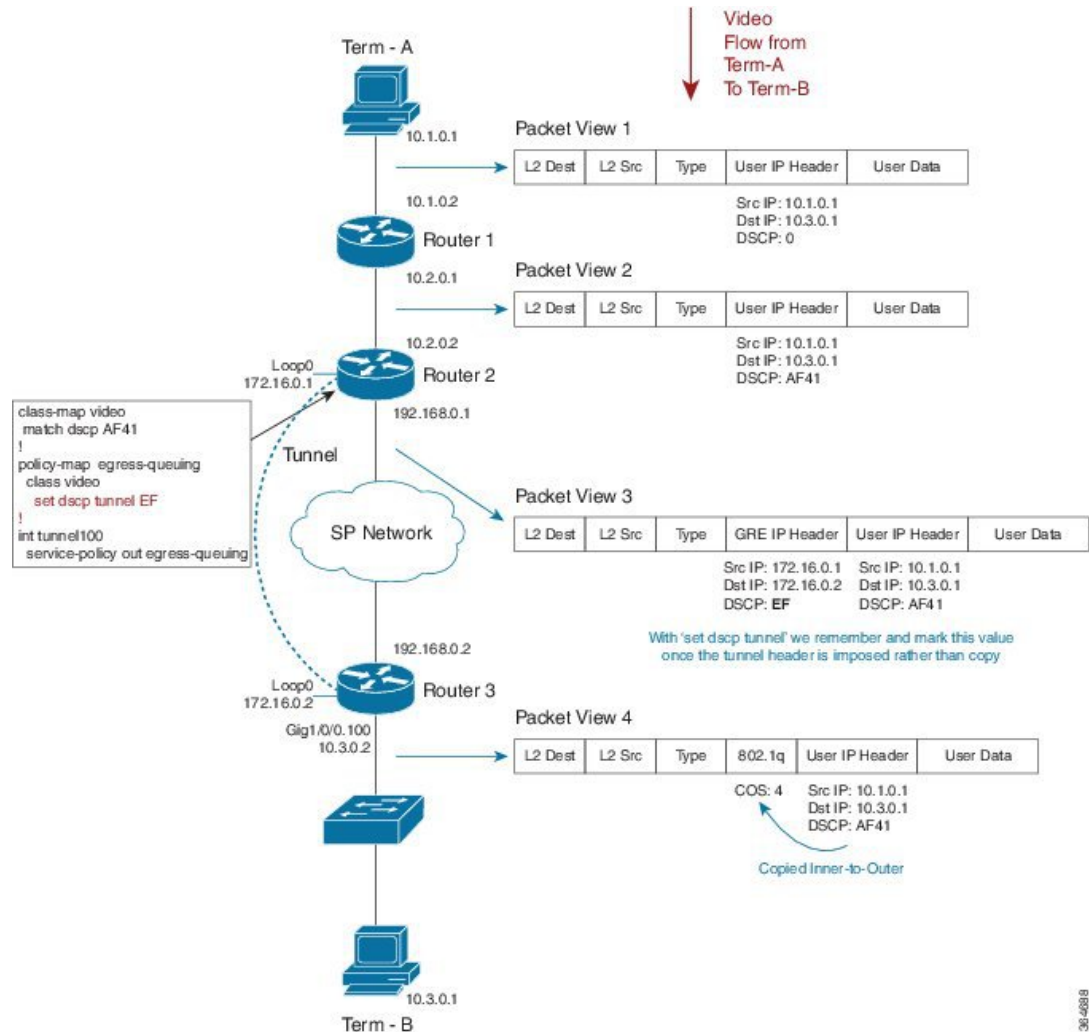 Video
Flow from
Term-A
To Term-B
Term - A
10.1.0.1
Packet View 1
L2 Dest
L2 Src
Type
User IP Header
User Data
Src IP: 10.1.0.1
Dst IP: 10.3.0.1
DSCP: 0
10.1.0.2
Router 1
10.2.0.1
Packet View 2
L2 Dest
L2 Src
Type
User IP Header
User Data
Src IP: 10.1.0.1
Dst IP: 10.3.0.1
DSCP: AF41
10.2.0.2
Loop0
172.16.0.1
Router 2
192.168.0.1
class-map video
match dscp AF41
!
policy-map egress-queuing
class video
set dscp tunnel EF
!
int tunnel100
service-policy out egress-queuing
Tunnel
SP Network
Packet View 3
L2 Dest
L2 Src
Type
GRE IP Header
User IP Header
User Data
Src IP: 172.16.0.1
Dst IP: 172.16.0.2
DSCP: EF
Src IP: 10.1.0.1
Dst IP: 10.3.0.1
DSCP: AF41
With 'set dscp tunnel' we remember and mark this value
once the tunnel header is imposed rather than copy
192.168.0.2
Loop0
172.16.0.2
Router 3
Gig1/0/0.100
10.3.0.2
Packet View 4
L2 Dest
L2 Src
Type
802.1q
User IP Header
User Data
COS: 4
Src IP: 10.1.0.1
Dst IP: 10.3.0.1
DSCP: AF41
Copied Inner-to-Outer
10.3.0.1
Term - B